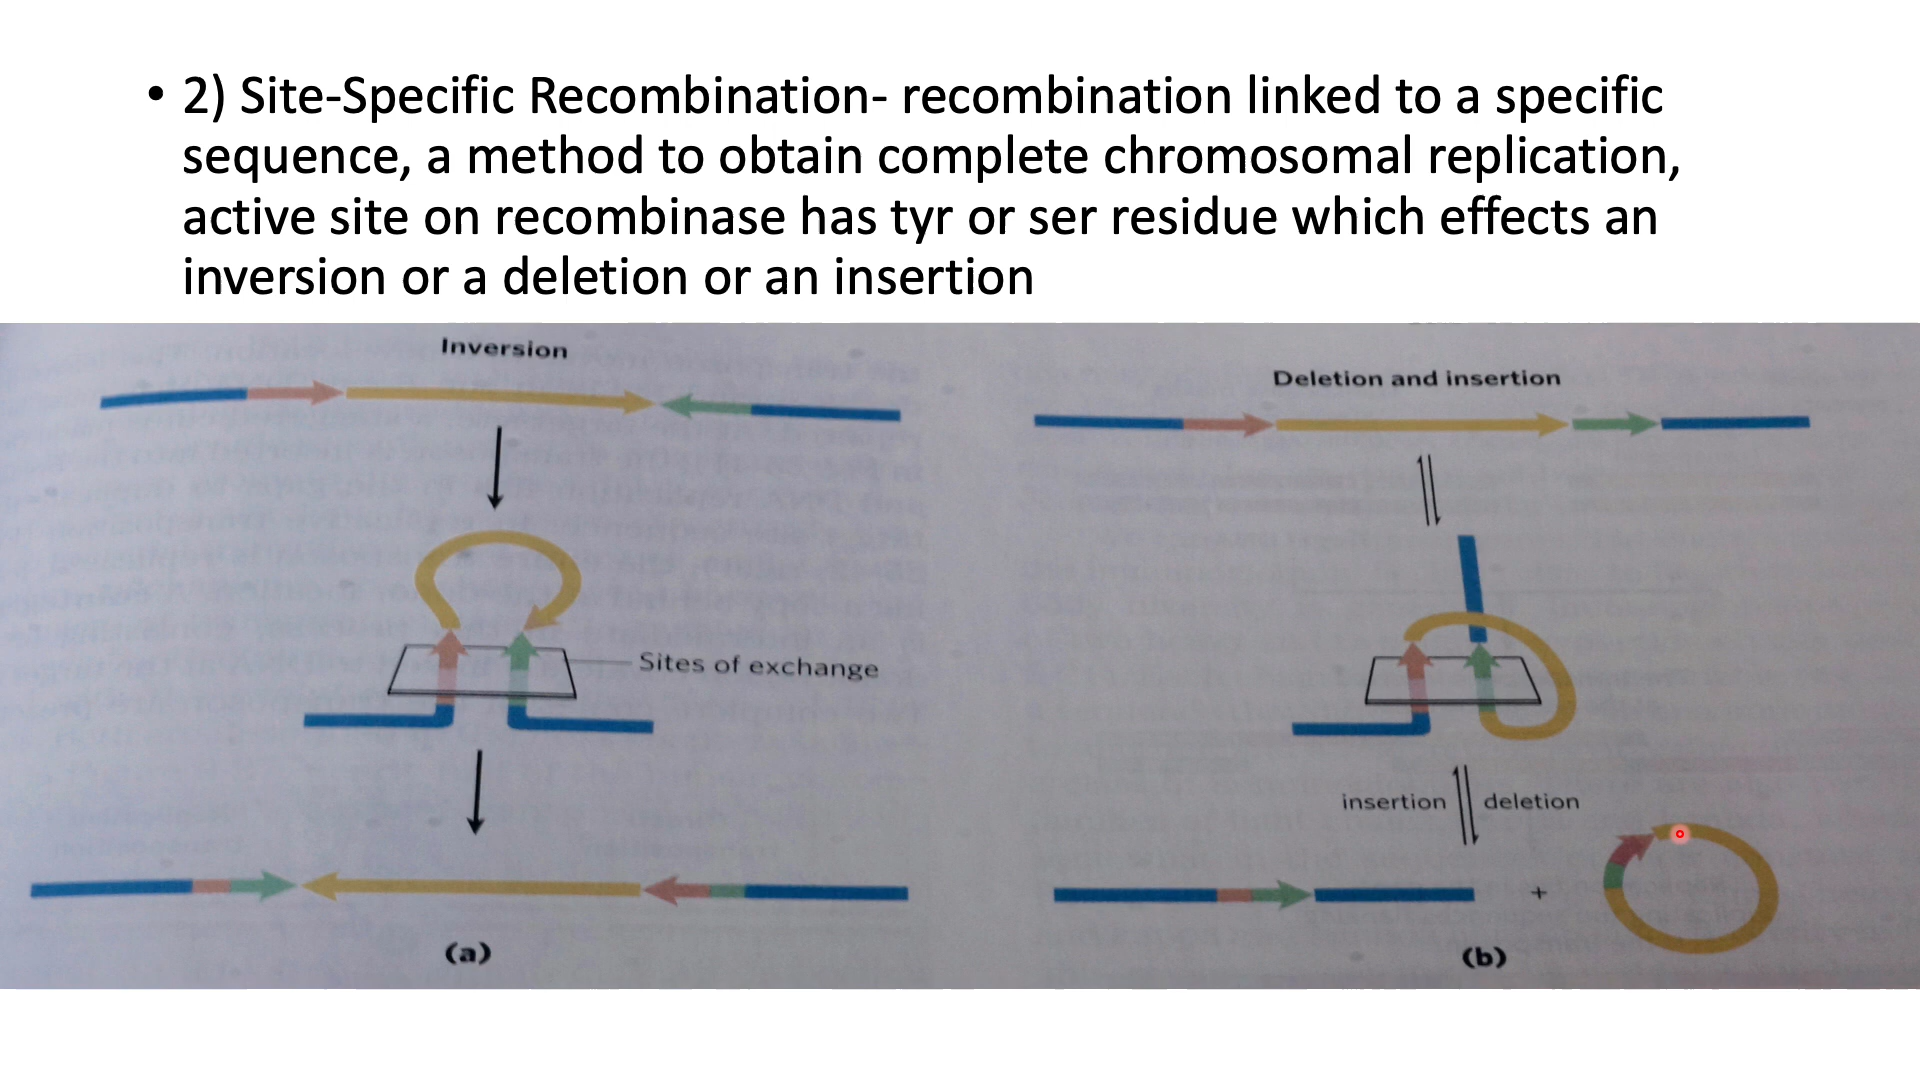 • 2) Site-Specific Recombination- recombination linked to a specific
sequence, a method to obtain complete chromosomal replication,
active site on recombinase has tyr or ser residue which effects an
inversion or a deletion or an insertion
Inversion
Sites of exchange
(a)
Deletion and insertion
insertion
deletion
+
(b)